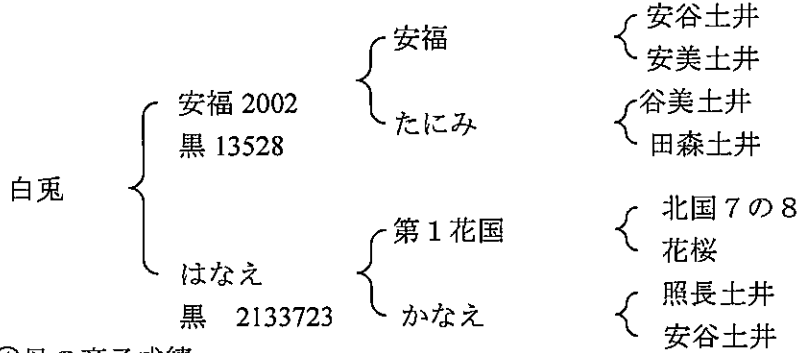 安谷土井
安福
安美土井
安福 2002
谷美土井
たにみ
黒 13528
田森土井
白兎
北国７の８
第１花国
花桜
はなえ
照長土井
黒 2133723
かなえ
安谷土井